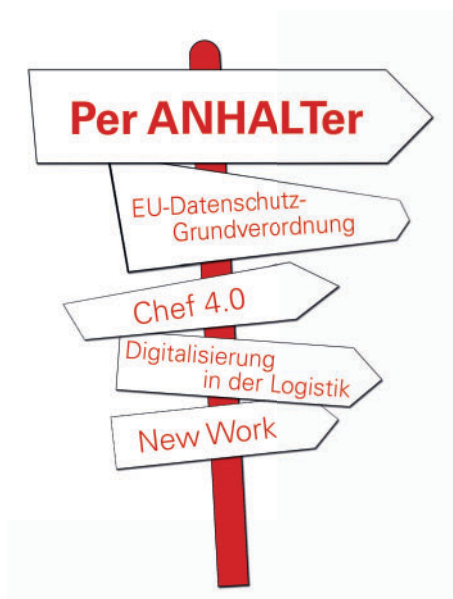 Per ANHALTer
EU-Datenschutz-
Grundverordnung
Chef 4.0
Digitalisierung
in der Logistik
New Work